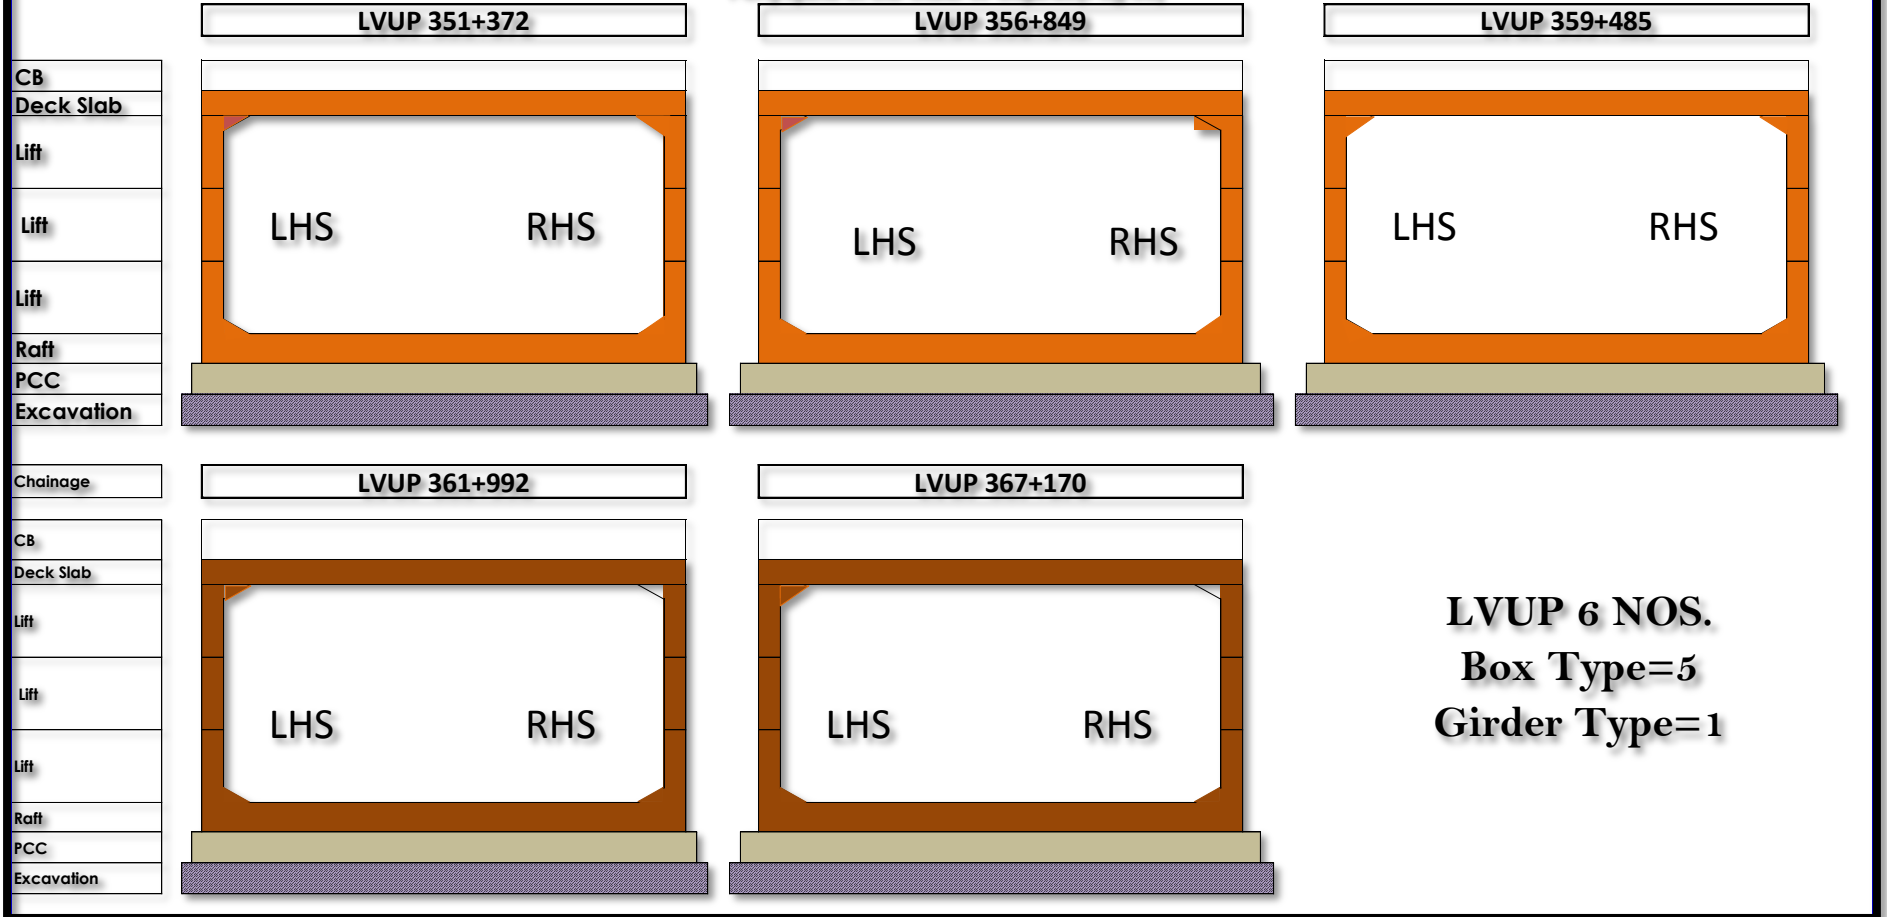 LVUP 351+372 LVUP 356+849 LVUP 359+485
CB
Deck Slab
Lift
Lift
Lift
Raft
PCC
Excavation
LHS RHS
LHS RHS
LHS RHS
Chainage
LVUP 361+992 LVUP 367+170
CB
Deck Slab
Lift
Lift
Lift
Raft
PCC
Excavation
LHS RHS
LHS RHS
LVUP 6 NOS.
Box Type=5
Girder Type=1